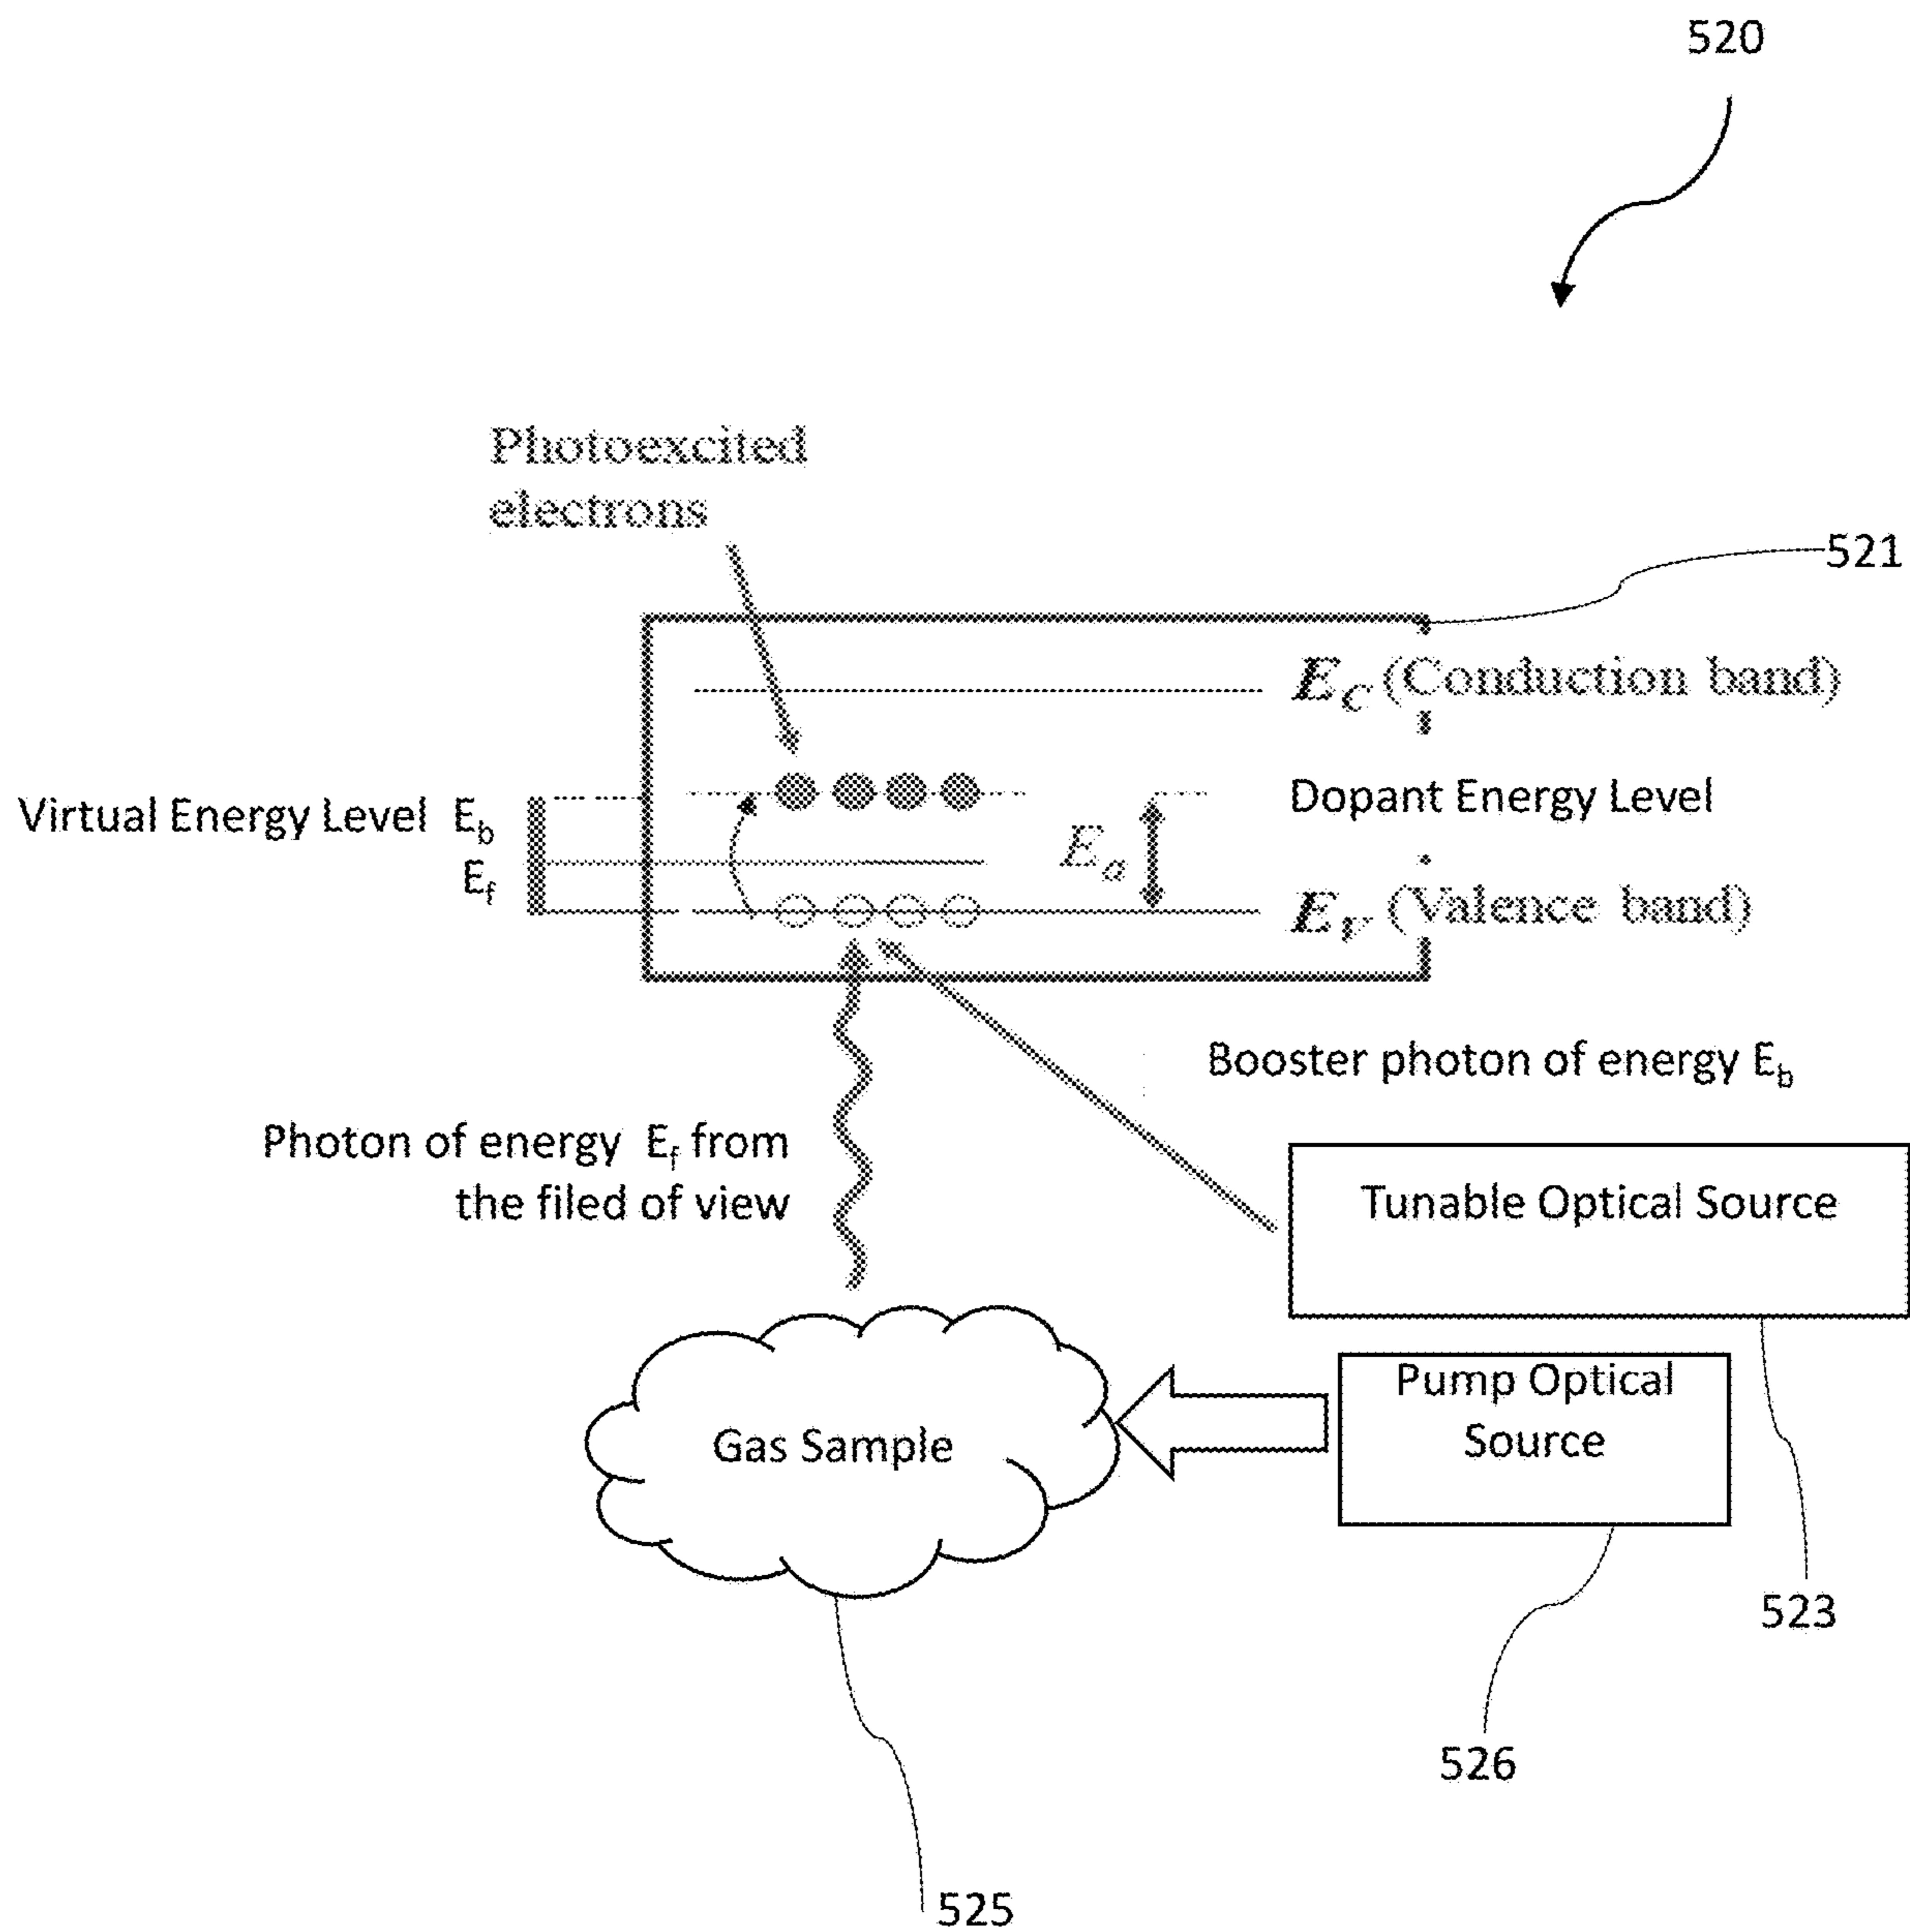 520
Photoexcited
electrons
521
E_C (Conduction band)
Virtual Energy Level E_b
E_f
E_a
Dopant Energy Level
E_V (Valence band)
Booster photon of energy E_b
Photon of energy E_f from
the filed of view
Tunable Optical Source
Pump Optical
Source
Gas Sample
523
526
525